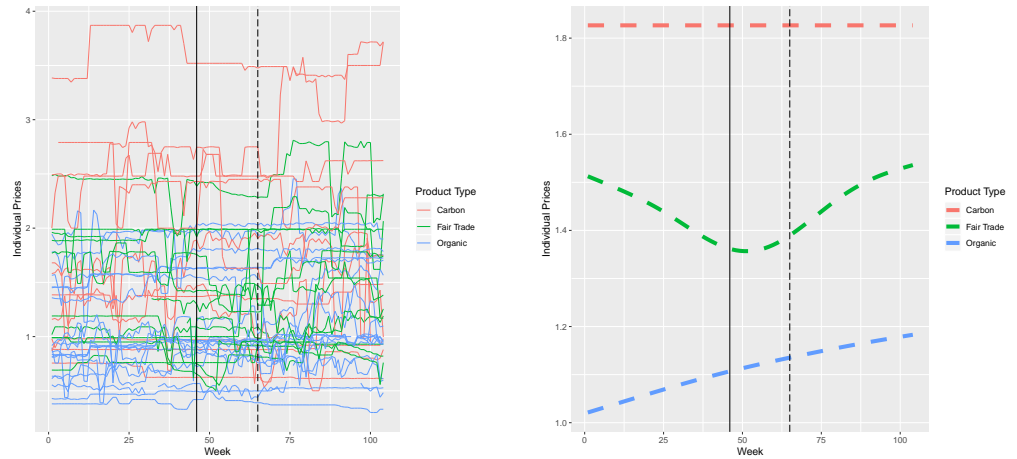 4
3
2
1
Individual Prices
0
25
50
75
100
Week
Product Type
Carbon
Fair Trade
Organic
1.8
1.6
1.4
1.2
1.0
Individual Prices
0
25
50
75
100
Week
Product Type
Carbon
Fair Trade
Organic